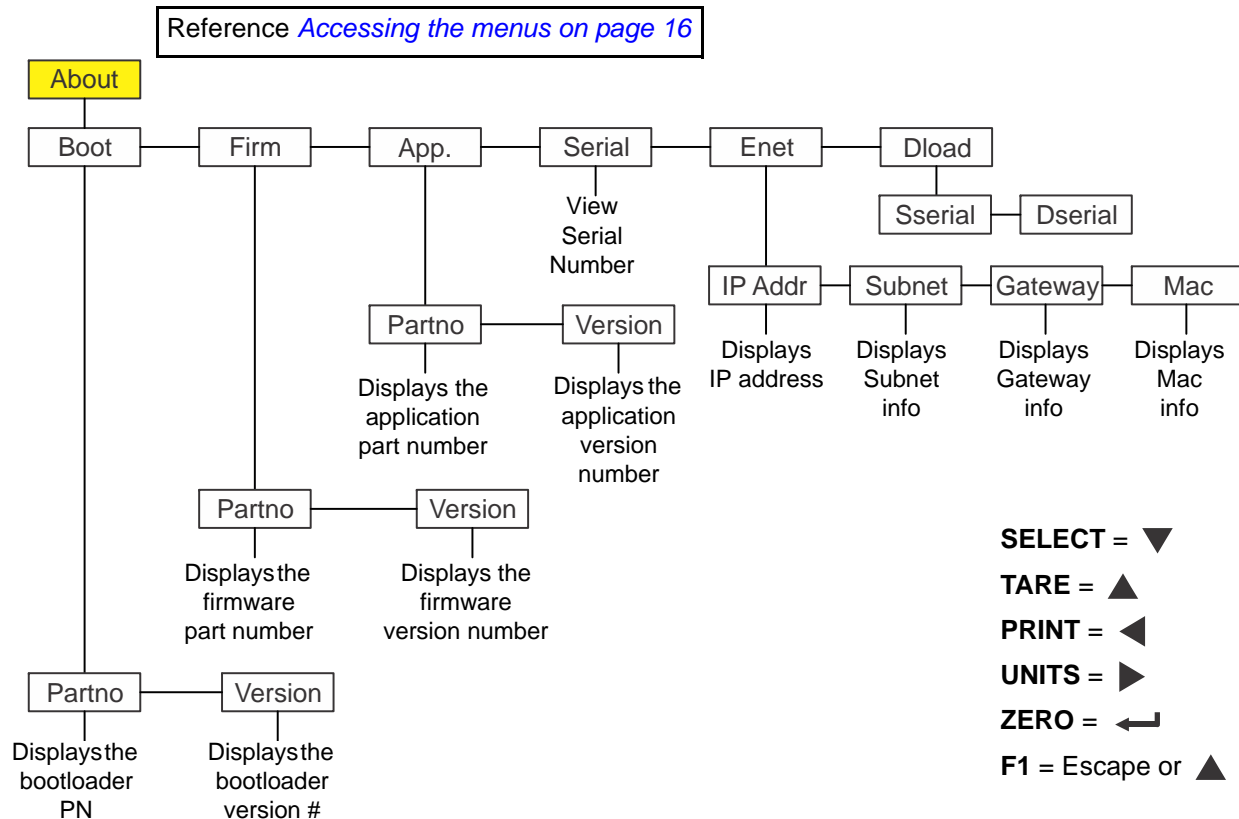 Reference Accessing the menus on page 16
About
Boot
Firm
App.
Serial
Enet
Dload
View
Serial
Number
Sserial
Dserial
IP Addr
Subnet
Gateway
Mac
Displays
IP address
Displays
Subnet
info
Displays
Gateway
info
Displays
Mac
info
Partno
Version
Displays the
application
part number
Displays the
application
version
number
Partno
Version
Displays the
firmware
part number
Displays the
firmware
version number
Partno
Version
Displays the
bootloader
PN
Displays the
bootloader
version #
SELECT = ▼
TARE = ▲
PRINT = ◀
UNITS = ▶
ZERO = ↵
F1 = Escape or ▲